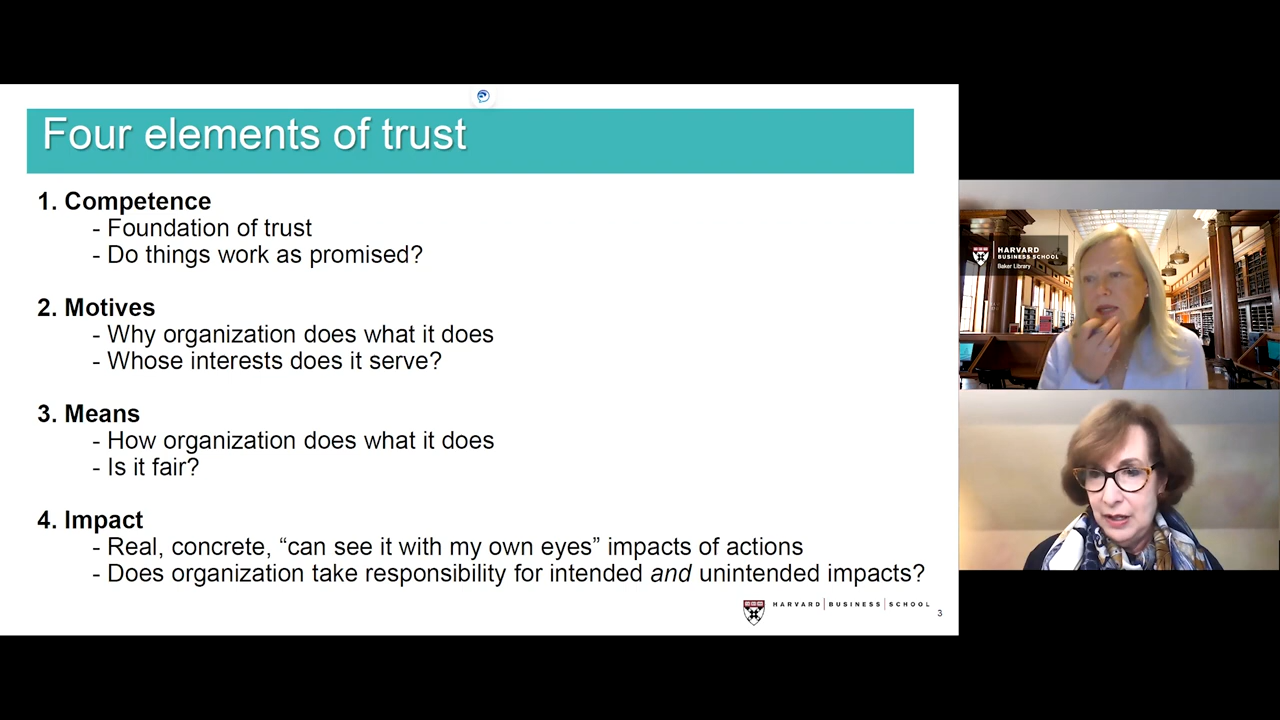 Four elements of trust
1. Competence
- Foundation of trust
- Do things work as promised?
2. Motives
- Why organization does what it does
- Whose interests does it serve?
3. Means
- How organization does what it does
- Is it fair?
4. Impact
- Real, concrete, “can see it with my own eyes” impacts of actions
- Does organization take responsibility for intended and unintended impacts?
HARVARD | BUSINESS | SCHOOL
3
HARVARD
BUSINESS SCHOOL
Baker Library